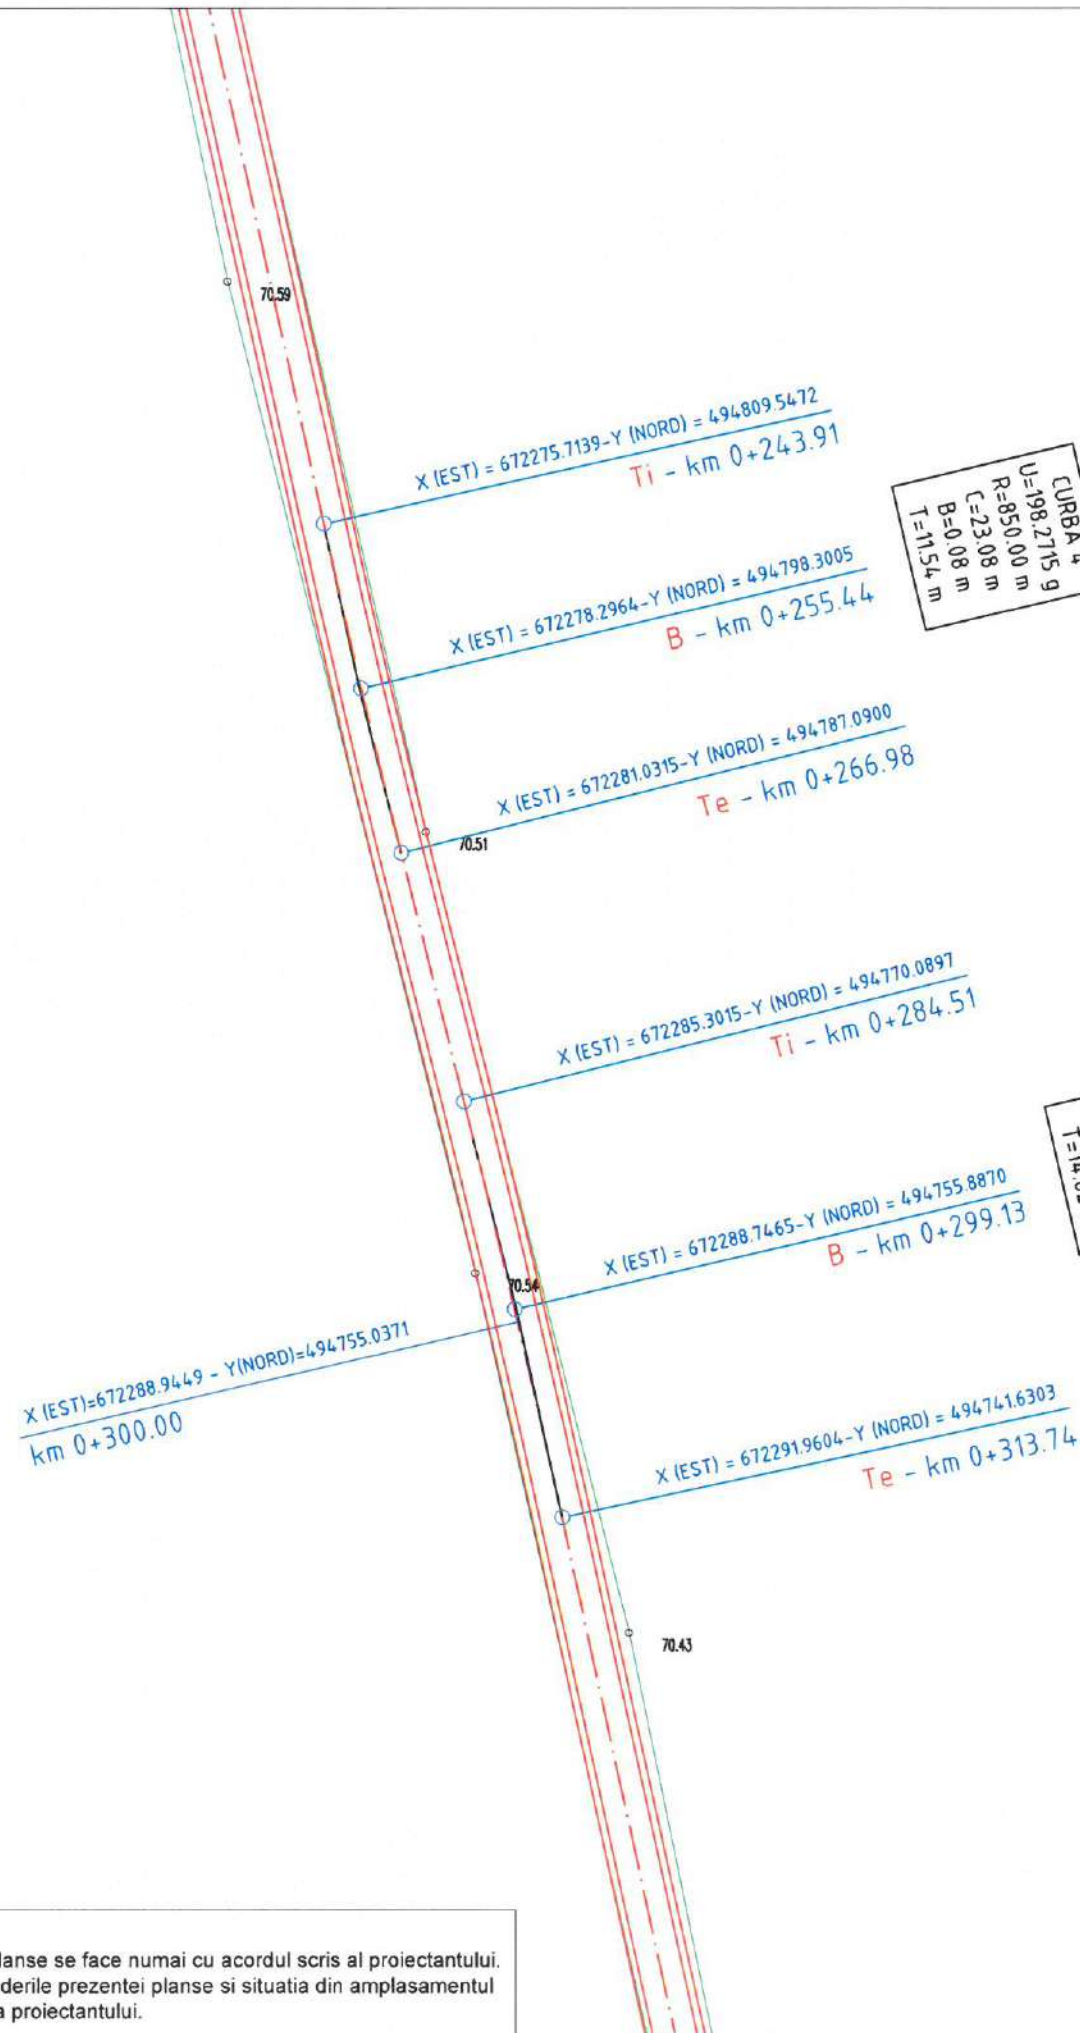 70.59
X (EST) = 672275.7139-Y (NORD) = 494809.5472
Ti - km 0+243.91
CURBA 4
U=198.2715 g
R=850.00 m
C=23.08 m
B=0.08 m
T=11.54 m
X (EST) = 672278.2964-Y (NORD) = 494798.3005
B - km 0+255.44
X (EST) = 672281.0315-Y (NORD) = 494787.0900
Te - km 0+266.98
70.51
X (EST) = 672285.3015-Y (NORD) = 494770.0897
Ti - km 0+284.51
X (EST) = 672288.7465-Y (NORD) = 494755.8870
B - km 0+299.13
70.54
X (EST)=672288.9449 - Y(NORD)=494755.0371
km 0+300.00
X (EST) = 672291.9604-Y (NORD) = 494741.6303
Te - km 0+313.74
70.43
lanse se face numai cu acordul scris al proiectantului.
derile prezentei planse si situatia din amplasamentul
a proiectantului.